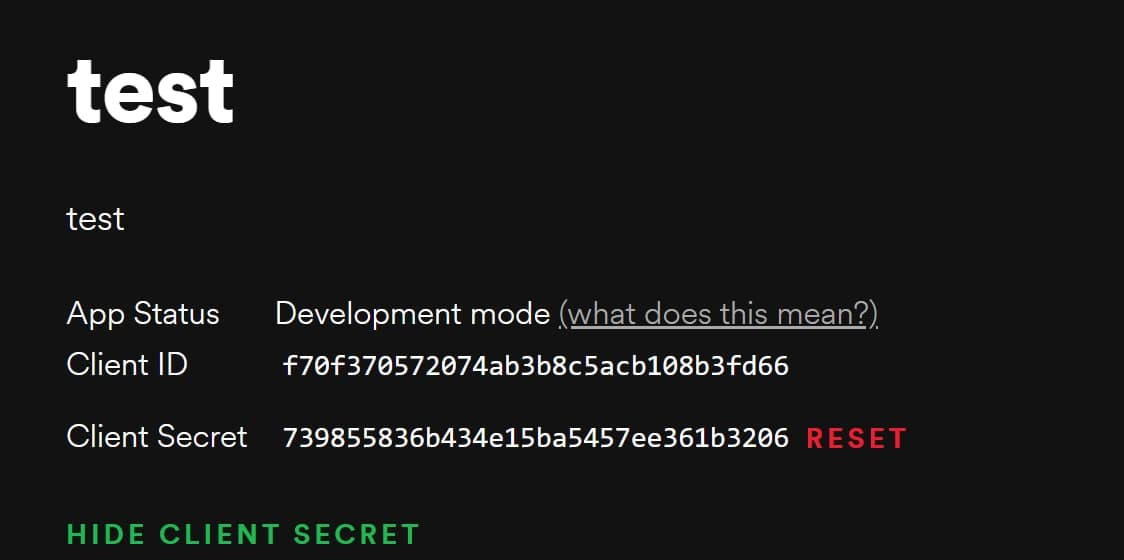 test
test
App Status Development mode (what does this mean?)
Client ID f70f370572074ab3b8c5acb108b3fd66
Client Secret 739855836b434e15ba5457ee361b3206 RESET
HIDE CLIENT SECRET